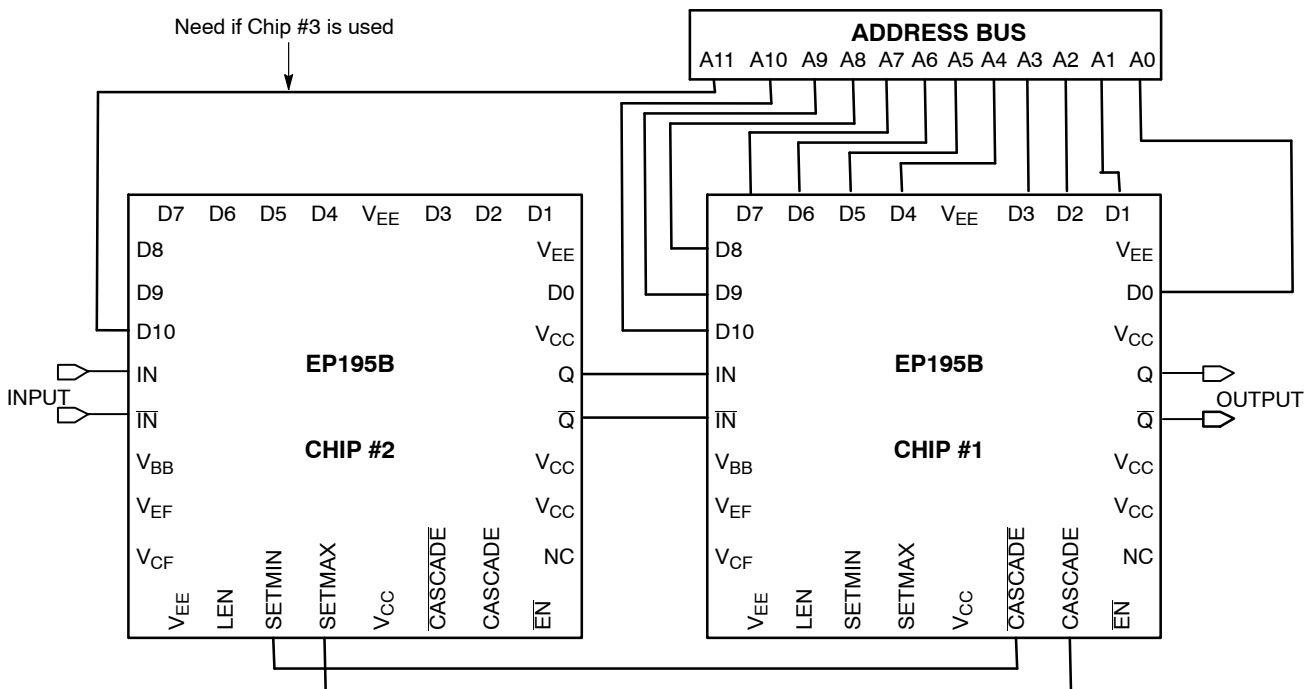 Need if Chip #3 is used
ADDRESS BUS
A11 A10 A9 A8 A7 A6 A5 A4 A3 A2 A1 A0
D7 D6 D5 D4 VEE D3 D2 D1
D8
VEE
D9
D0
D10
VCC
IN
EP195B
Q
IN
Q
CHIP #2
VBB
VCC
VEF
VCC
VCF
NC
VEE
LEN
SETMIN
SETMAX
VCC
CASCADE
CASCADE
EN
INPUT
D7 D6 D5 D4 VEE D3 D2 D1
D8
VEE
D9
D0
D10
VCC
IN
EP195B
Q
IN
Q
CHIP #1
VBB
VCC
VEF
VCC
VCF
NC
VEE
LEN
SETMIN
SETMAX
VCC
CASCADE
CASCADE
EN
OUTPUT